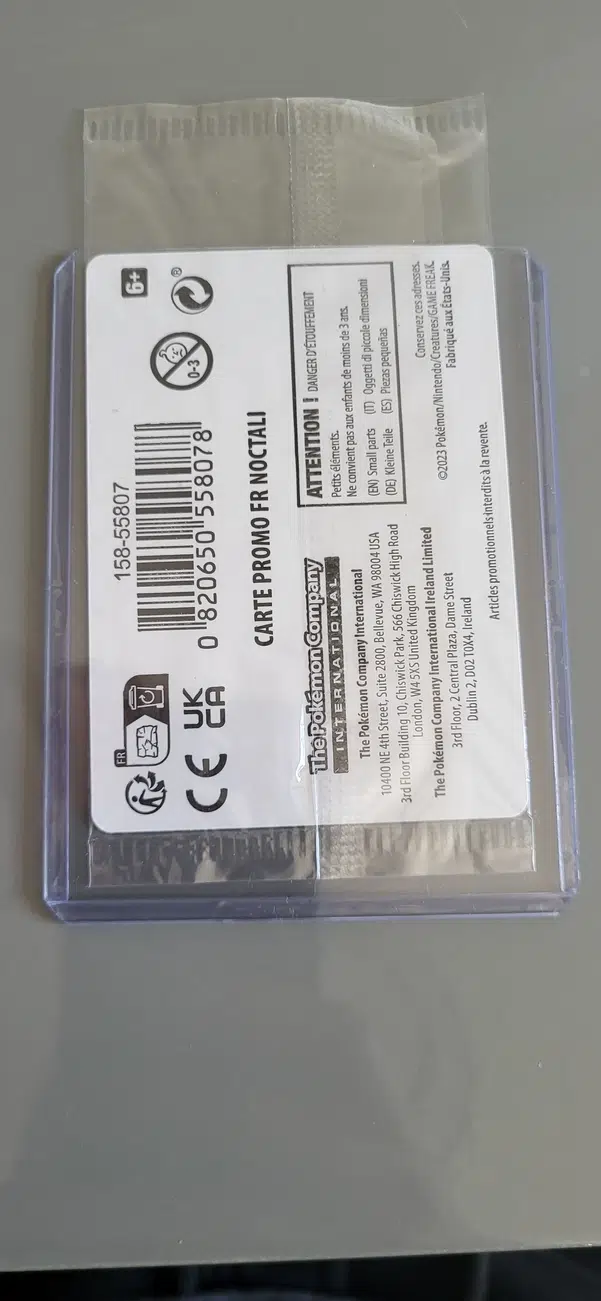 FR
CE
UK
CA
158-55807
0 820650 558078
0-3
6+
®
CARTE PROMO FR NOCTALI
The Pokémon Company
INTERNATIONAL
The Pokémon Company International
10400 NE 4th Street, Suite 2800, Bellevue, WA 98004 USA
3rd Floor Building 10, Chiswick Park, 566 Chiswick High Road
London, W4 5XS United Kingdom
The Pokémon Company International Ireland Limited
3rd Floor, 2 Central Plaza, Dame Street
Dublin 2, D02 T0X4, Ireland
ATTENTION ! DANGER D'ÉTOUFFEMENT
Petits éléments.
Ne convient pas aux enfants de moins de 3 ans.
(EN) Small parts (IT) Oggetti di piccole dimensioni
(DE) Kleine Teile (ES) Piezas pequeñas
Conservez ces adresses.
©2023 Pokémon/Nintendo/Creatures/GAME FREAK.
Fabriqué aux États-Unis.
Articles promotionnels interdits à la revente.